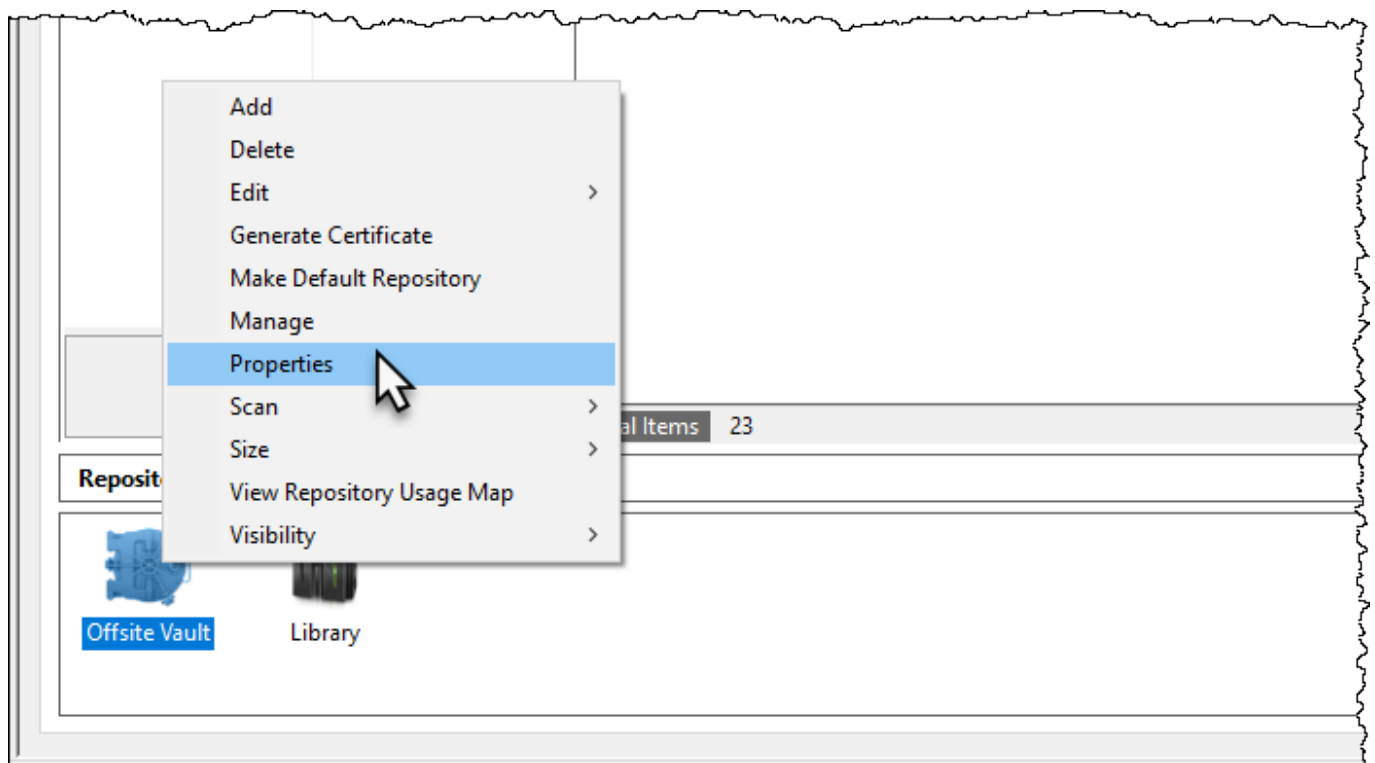 Add
Delete
Edit
Generate Certificate
Make Default Repository
Manage
Properties
Scan
Size
View Repository Usage Map
Visibility
al Items 23
Reposit
Offsite Vault
Library